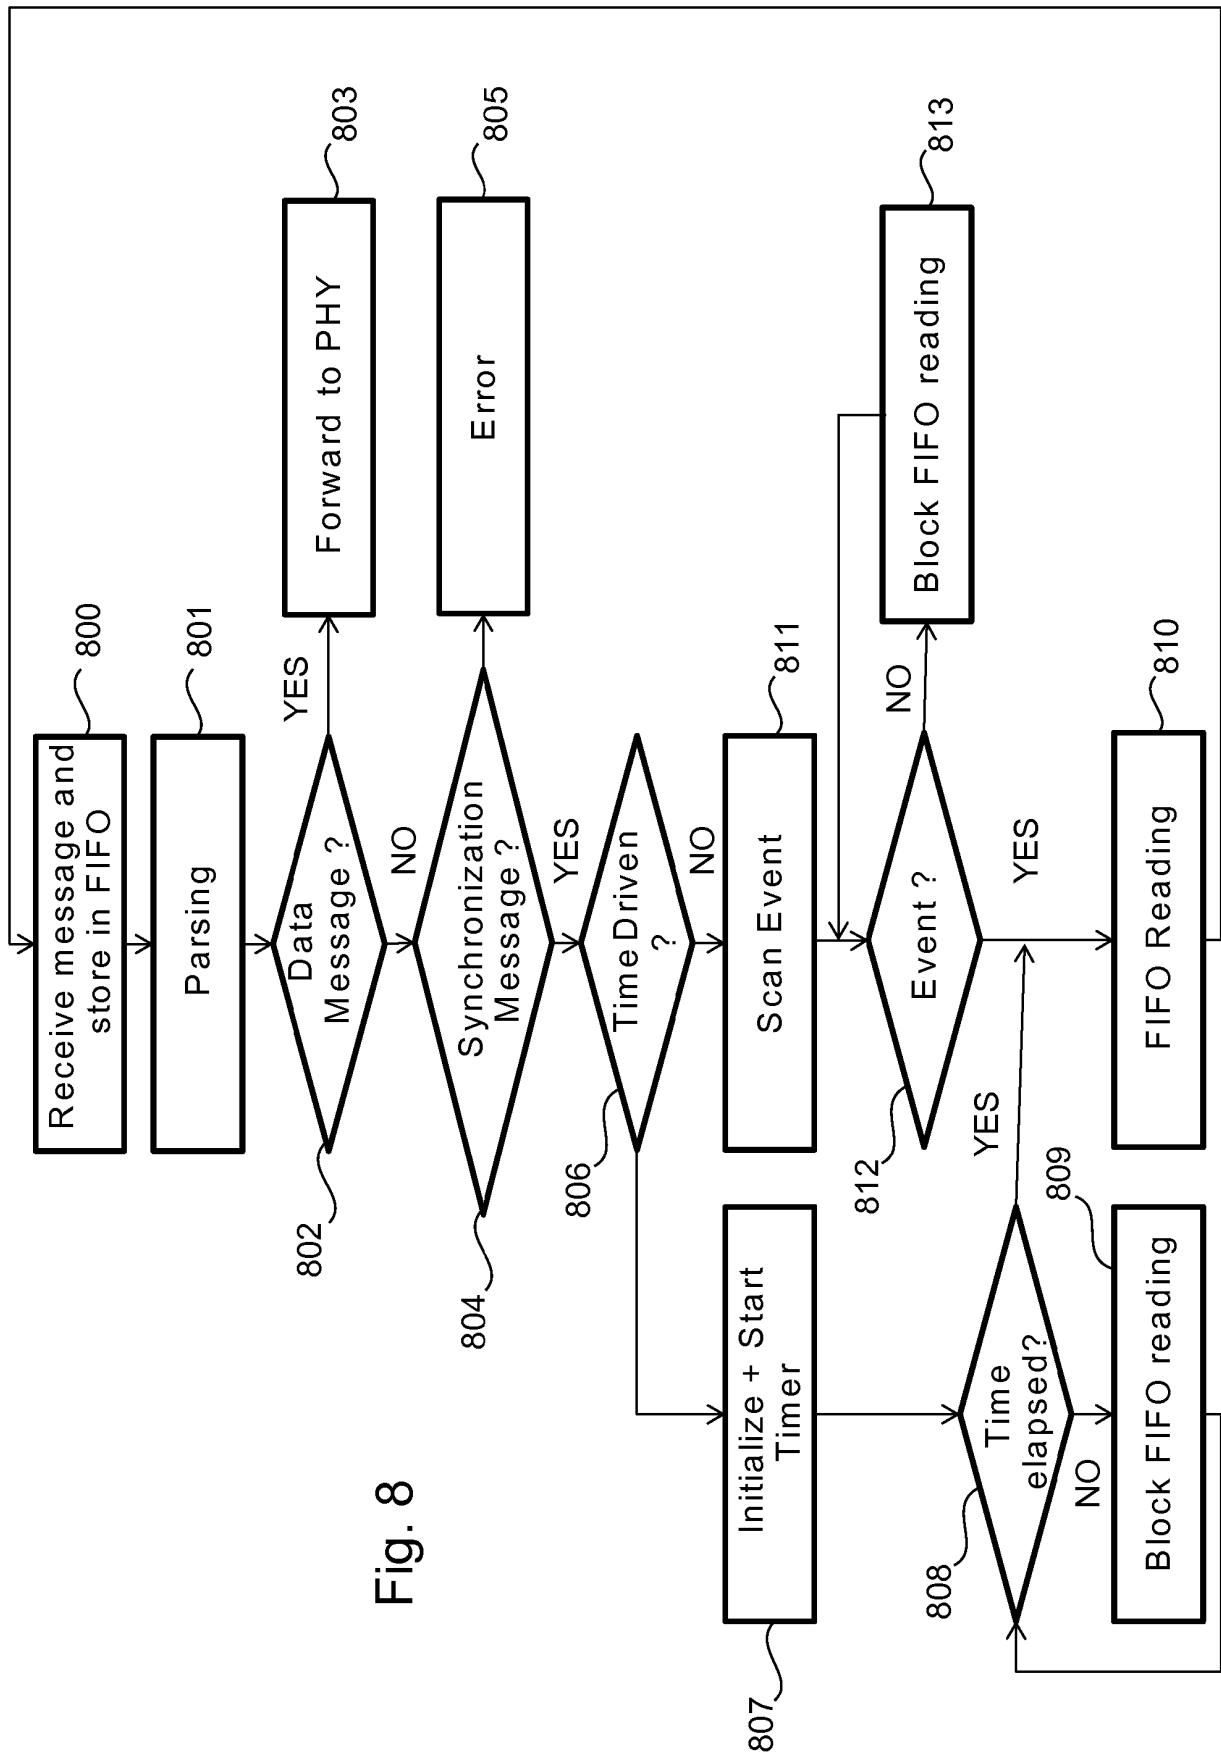 Receive message and
store in FIFO
800
Parsing
801
Data
Message ?
802
YES
Forward to PHY
803
NO
Synchronization
Message ?
804
Error
805
YES
Time Driven
?
806
NO
Initialize + Start
Timer
807
Scan Event
811
Time
elapsed?
808
YES
NO
Block FIFO reading
809
Event ?
812
NO
Block FIFO reading
813
YES
FIFO Reading
810
Fig. 8